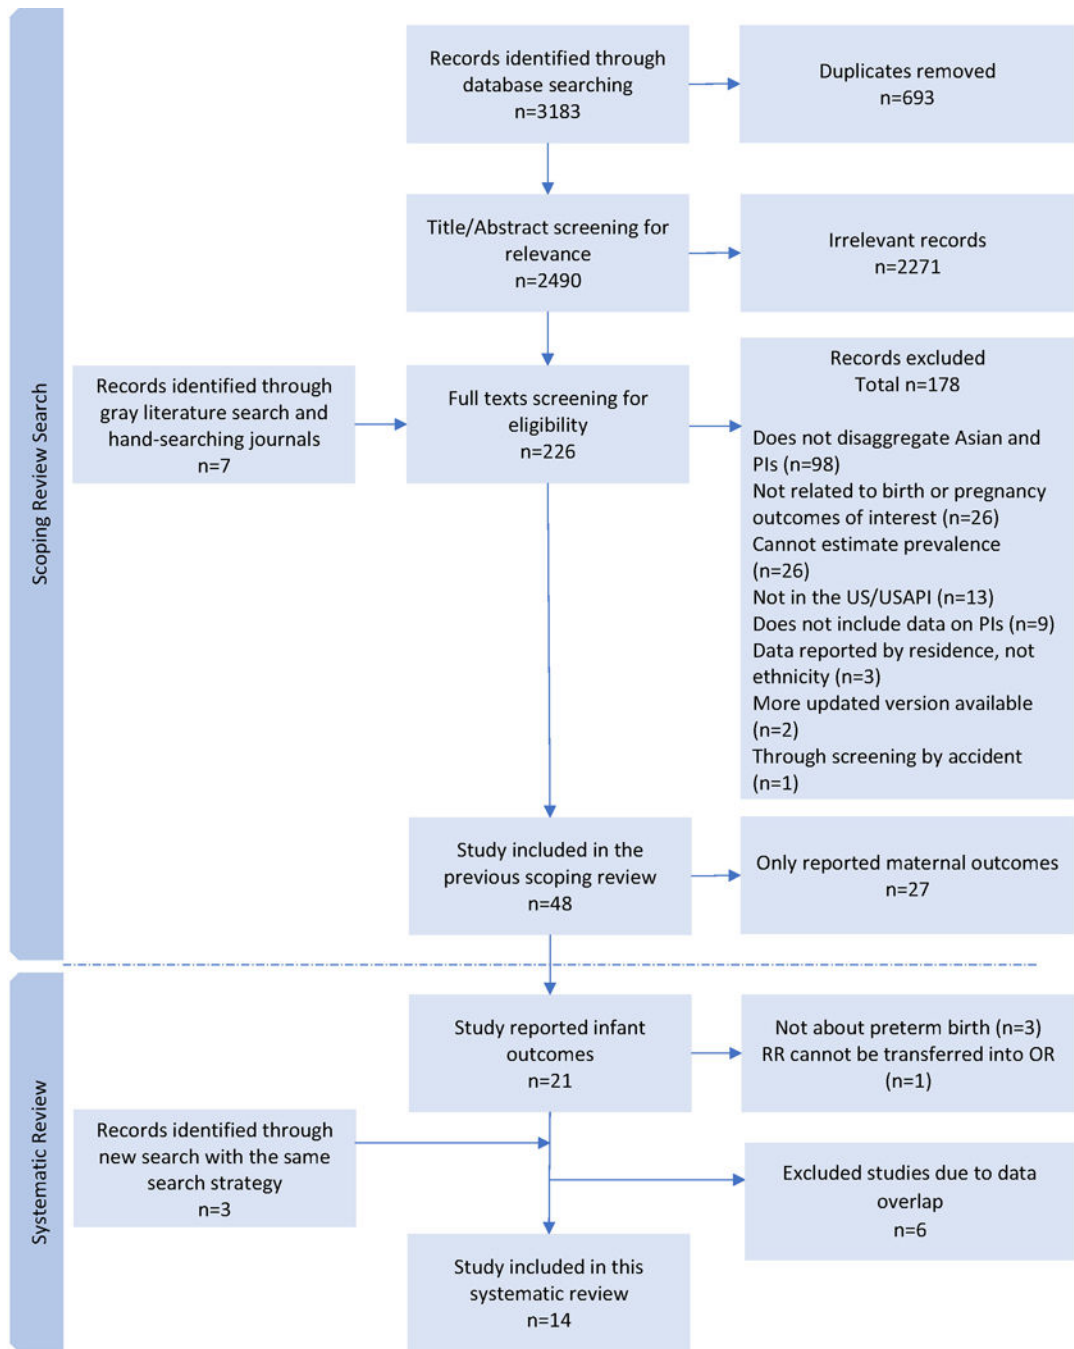 Scoping Review Search
Records identified through
database searching
n=3183
Duplicates removed
n=693
Title/Abstract screening for
relevance
n=2490
Irrelevant records
n=2271
Records identified through
gray literature search and
hand-searching journals
n=7
Full texts screening for
eligibility
n=226
Records excluded
Total n=178
Does not disaggregate Asian and
PIs (n=98)
Not related to birth or pregnancy
outcomes of interest (n=26)
Cannot estimate prevalence
(n=26)
Not in the US/USAPI (n=13)
Does not include data on PIs (n=9)
Data reported by residence, not
ethnicity (n=3)
More updated version available
(n=2)
Through screening by accident
(n=1)
Study included in the
previous scoping review
n=48
Only reported maternal outcomes
n=27
Systematic Review
Study reported infant
outcomes
n=21
Not about preterm birth (n=3)
RR cannot be transferred into OR
(n=1)
Records identified through
new search with the same
search strategy
n=3
Excluded studies due to data
overlap
n=6
Study included in this
systematic review
n=14